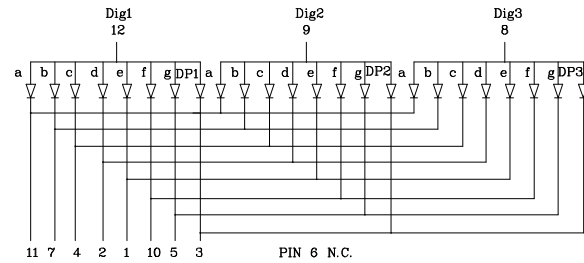 Dig1 Dig2 Dig3
12 9 8
a b c d e f g DP1 a b c d e f g DP2 a b c d e f g DP3
11 7 4 2 1 10 5 3 PIN 6 N.C.